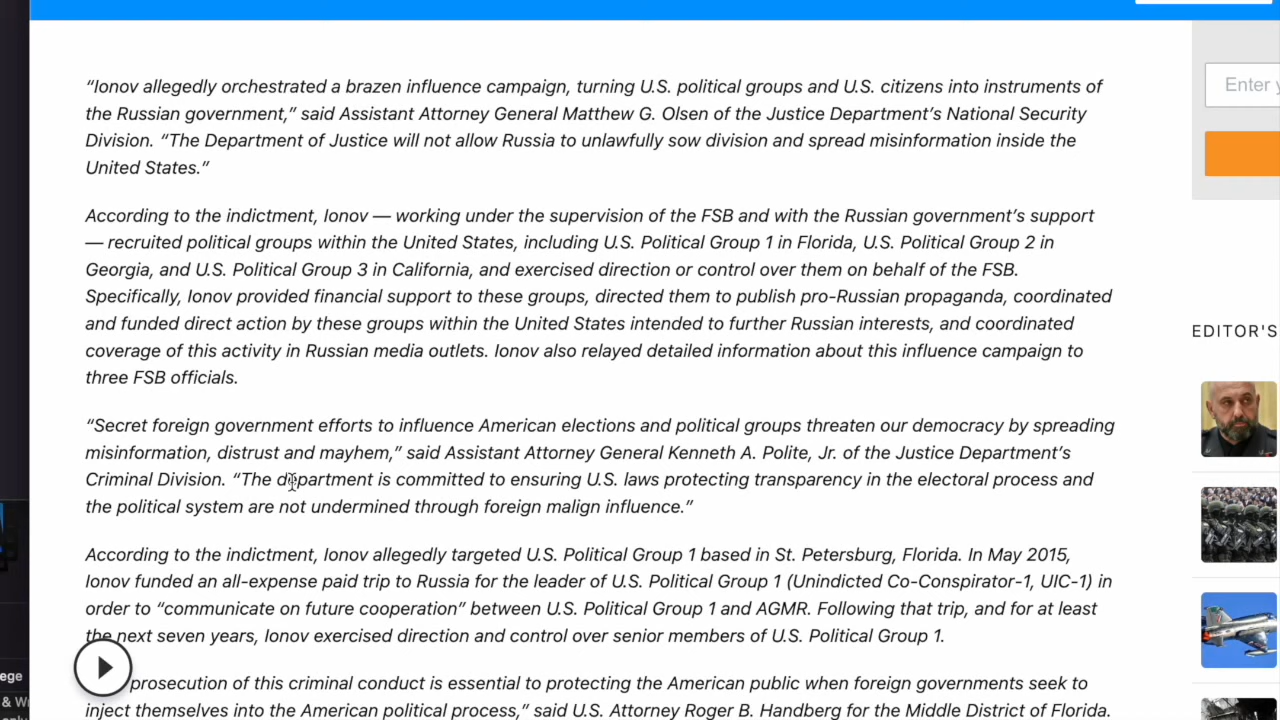 “Ionov allegedly orchestrated a brazen influence campaign, turning U.S. political groups and U.S. citizens into instruments of
the Russian government,” said Assistant Attorney General Matthew G. Olsen of the Justice Department’s National Security
Division. “The Department of Justice will not allow Russia to unlawfully sow division and spread misinformation inside the
United States.”
According to the indictment, Ionov — working under the supervision of the FSB and with the Russian government’s support
— recruited political groups within the United States, including U.S. Political Group 1 in Florida, U.S. Political Group 2 in
Georgia, and U.S. Political Group 3 in California, and exercised direction or control over them on behalf of the FSB.
Specifically, Ionov provided financial support to these groups, directed them to publish pro-Russian propaganda, coordinated
and funded direct action by these groups within the United States intended to further Russian interests, and coordinated
coverage of this activity in Russian media outlets. Ionov also relayed detailed information about this influence campaign to
three FSB officials.
“Secret foreign government efforts to influence American elections and political groups threaten our democracy by spreading
misinformation, distrust and mayhem,” said Assistant Attorney General Kenneth A. Polite, Jr. of the Justice Department’s
Criminal Division. “The department is committed to ensuring U.S. laws protecting transparency in the electoral process and
the political system are not undermined through foreign malign influence.”
According to the indictment, Ionov allegedly targeted U.S. Political Group 1 based in St. Petersburg, Florida. In May 2015,
Ionov funded an all-expense paid trip to Russia for the leader of U.S. Political Group 1 (Unindicted Co-Conspirator-1, UIC-1) in
order to “communicate on future cooperation” between U.S. Political Group 1 and AGMR. Following that trip, and for at least
the next seven years, Ionov exercised direction and control over senior members of U.S. Political Group 1.
prosecution of this criminal conduct is essential to protecting the American public when foreign governments seek to
inject themselves into the American political process,” said U.S. Attorney Roger B. Handberg for the Middle District of Florida.
Enter
EDITOR'S
ege
& W